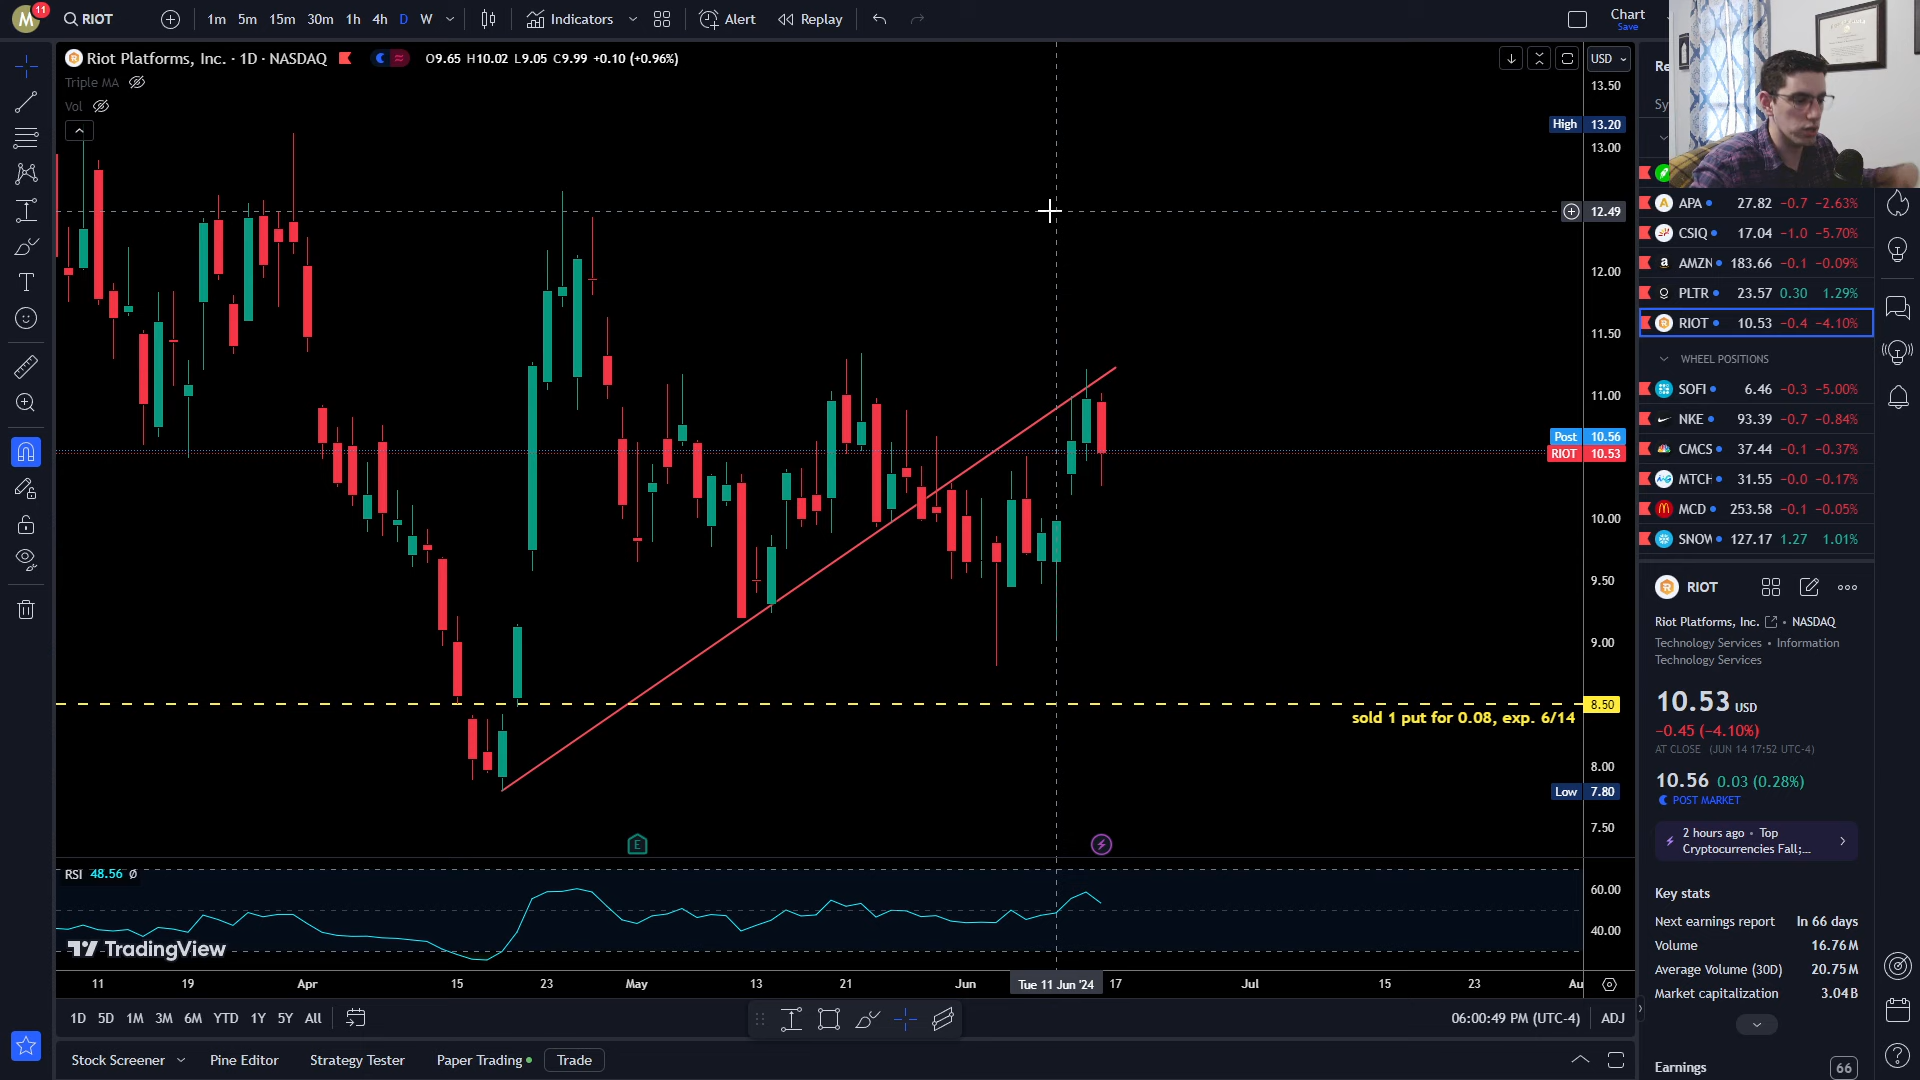 M 11 RIOT 1m 5m 15m 30m 1h 4h D W Indicators Alert Replay Chart
Save
Riot Platforms, Inc. · 1D · NASDAQ O9.65 H10.02 L9.05 C9.99 +0.10 (+0.96%) USD
Triple MA
Vol
13.50
High 13.20
13.00
12.49
12.00
11.50
11.00
Post 10.56
RIOT 10.53
10.00
9.50
9.00
8.50
sold 1 put for 0.08, exp. 6/14
8.00
Low 7.80
7.50
E
RSI 48.56 Ø
60.00
40.00
TradingView
11 19 Apr 15 23 May 13 21 Jun Tue 11 Jun '24 17 Jul 15 23 Au
1D 5D 1M 3M 6M YTD 1Y 5Y All 06:00:49 PM (UTC-4) ADJ
Stock Screener Pine Editor Strategy Tester Paper Trading Trade
Re
Sy
APA 27.82 −0.7 −2.63%
CSIQ 17.04 −1.0 −5.70%
AMZN 183.66 −0.1 −0.09%
PLTR 23.57 0.30 1.29%
RIOT 10.53 −0.4 −4.10%
WHEEL POSITIONS
SOFI 6.46 −0.3 −5.00%
NKE 93.39 −0.7 −0.84%
CMCS 37.44 −0.1 −0.37%
MTCH 31.55 −0.0 −0.17%
MCD 253.58 −0.1 −0.05%
SNOW 127.17 1.27 1.01%
RIOT
Riot Platforms, Inc. • NASDAQ
Technology Services • Information
Technology Services
10.53 USD
−0.45 (−4.10%)
AT CLOSE (JUN 14 17:52 UTC-4)
10.56 0.03 (0.28%)
POST MARKET
2 hours ago • Top
Cryptocurrencies Fall;...
Key stats
Next earnings report In 66 days
Volume 16.76M
Average Volume (30D) 20.75M
Market capitalization 3.04B
Earnings 66